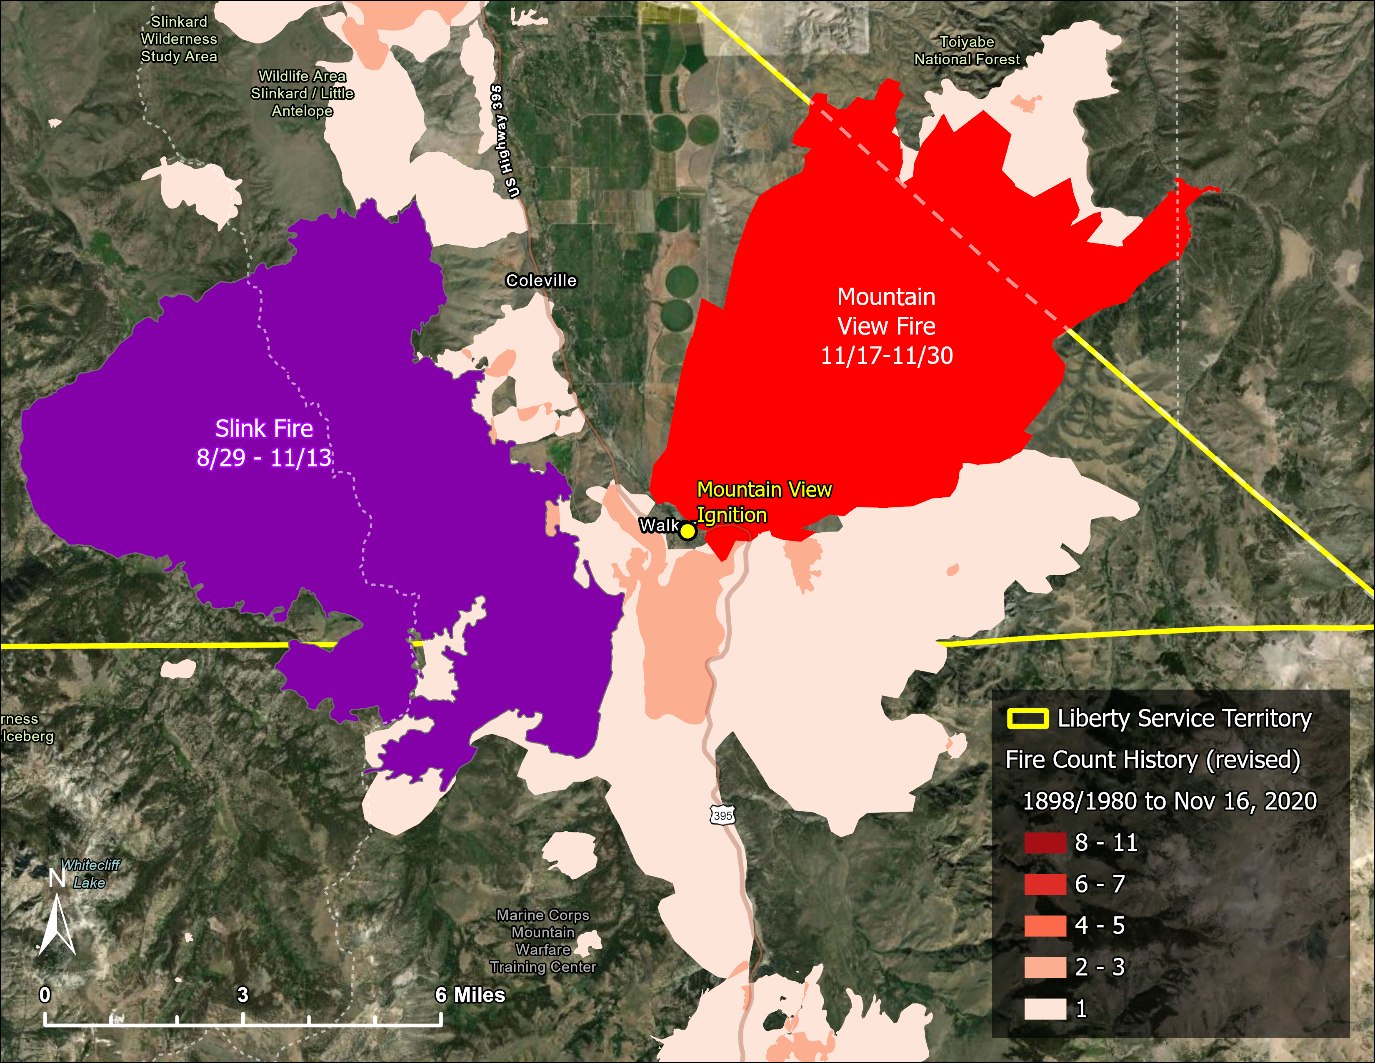 Slinkard
Wilderness
Study Area
Wildlife Area
Slinkard / Little
Antelope
US Highway 395
Toiyabe
National Forest
Coleville
Mountain
View Fire
11/17-11/30
Slink Fire
8/29 - 11/13
Mountain View
Ignition
Walk
rness
Iceberg
395
Whitecliff
Lake
N
Marine Corps
Mountain
Warfare
Training Center
0 3 6 Miles
Liberty Service Territory
Fire Count History (revised)
1898/1980 to Nov 16, 2020
8 - 11
6 - 7
4 - 5
2 - 3
1